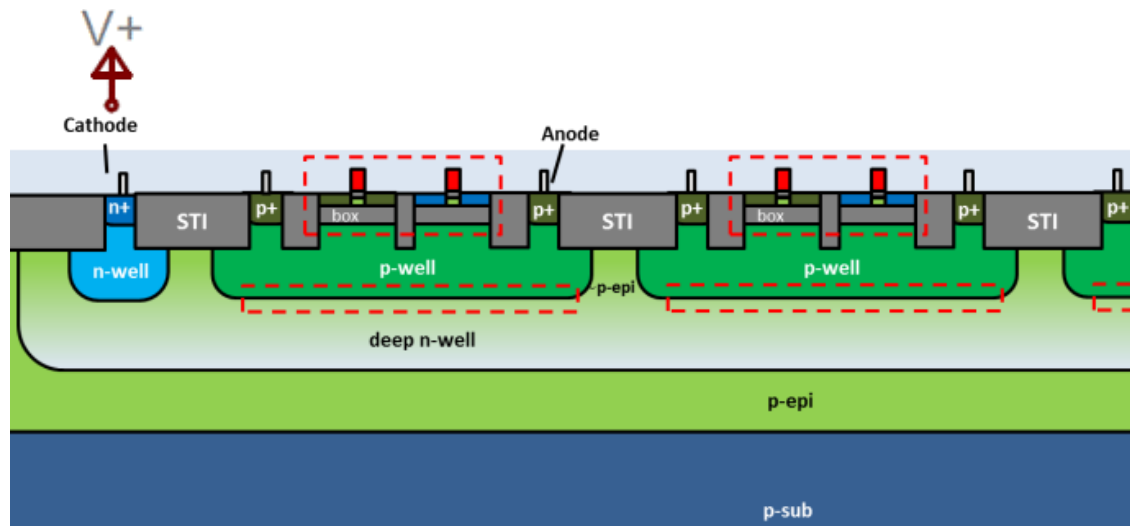 V+
Cathode
Anode
n+
STI
p+
box
p+
STI
p+
box
p+
STI
p+
n-well
p-well
p-epi
p-well
deep n-well
p-epi
p-sub